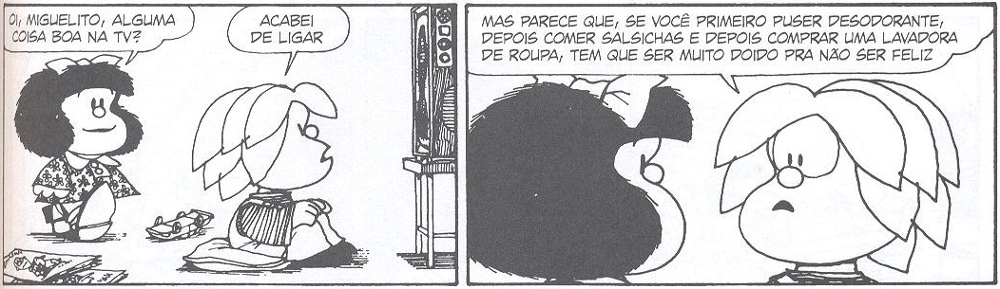 OI, MIGUELITO, ALGUMA
COISA BOA NA TV?
ACABEI
DE LIGAR
MAS PARECE QUE, SE VOCÊ PRIMEIRO PUSER DESODORANTE,
DEPOIS COMER SALSICHAS E DEPOIS COMPRAR UMA LAVADORA
DE ROUPA, TEM QUE SER MUITO DOIDO PRA NÃO SER FELIZ